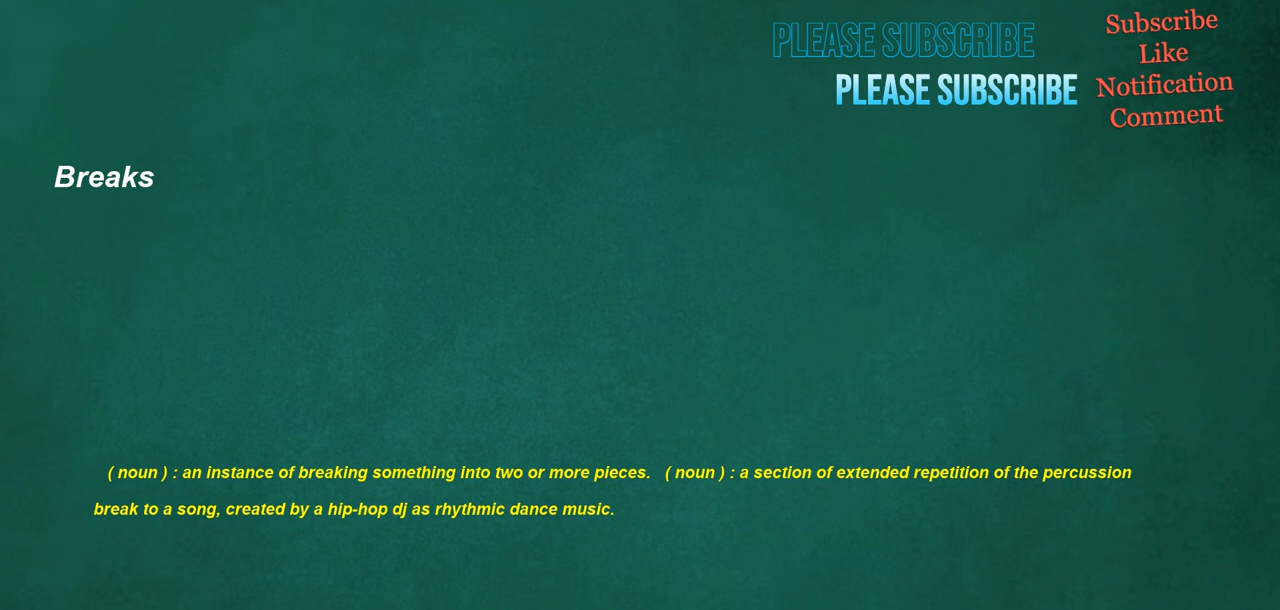 PLEASE SUBSCRIBE
PLEASE SUBSCRIBE
Subscribe
Like
Notification
Comment
Breaks
( noun ) : an instance of breaking something into two or more pieces. ( noun ) : a section of extended repetition of the percussion
break to a song, created by a hip-hop dj as rhythmic dance music.